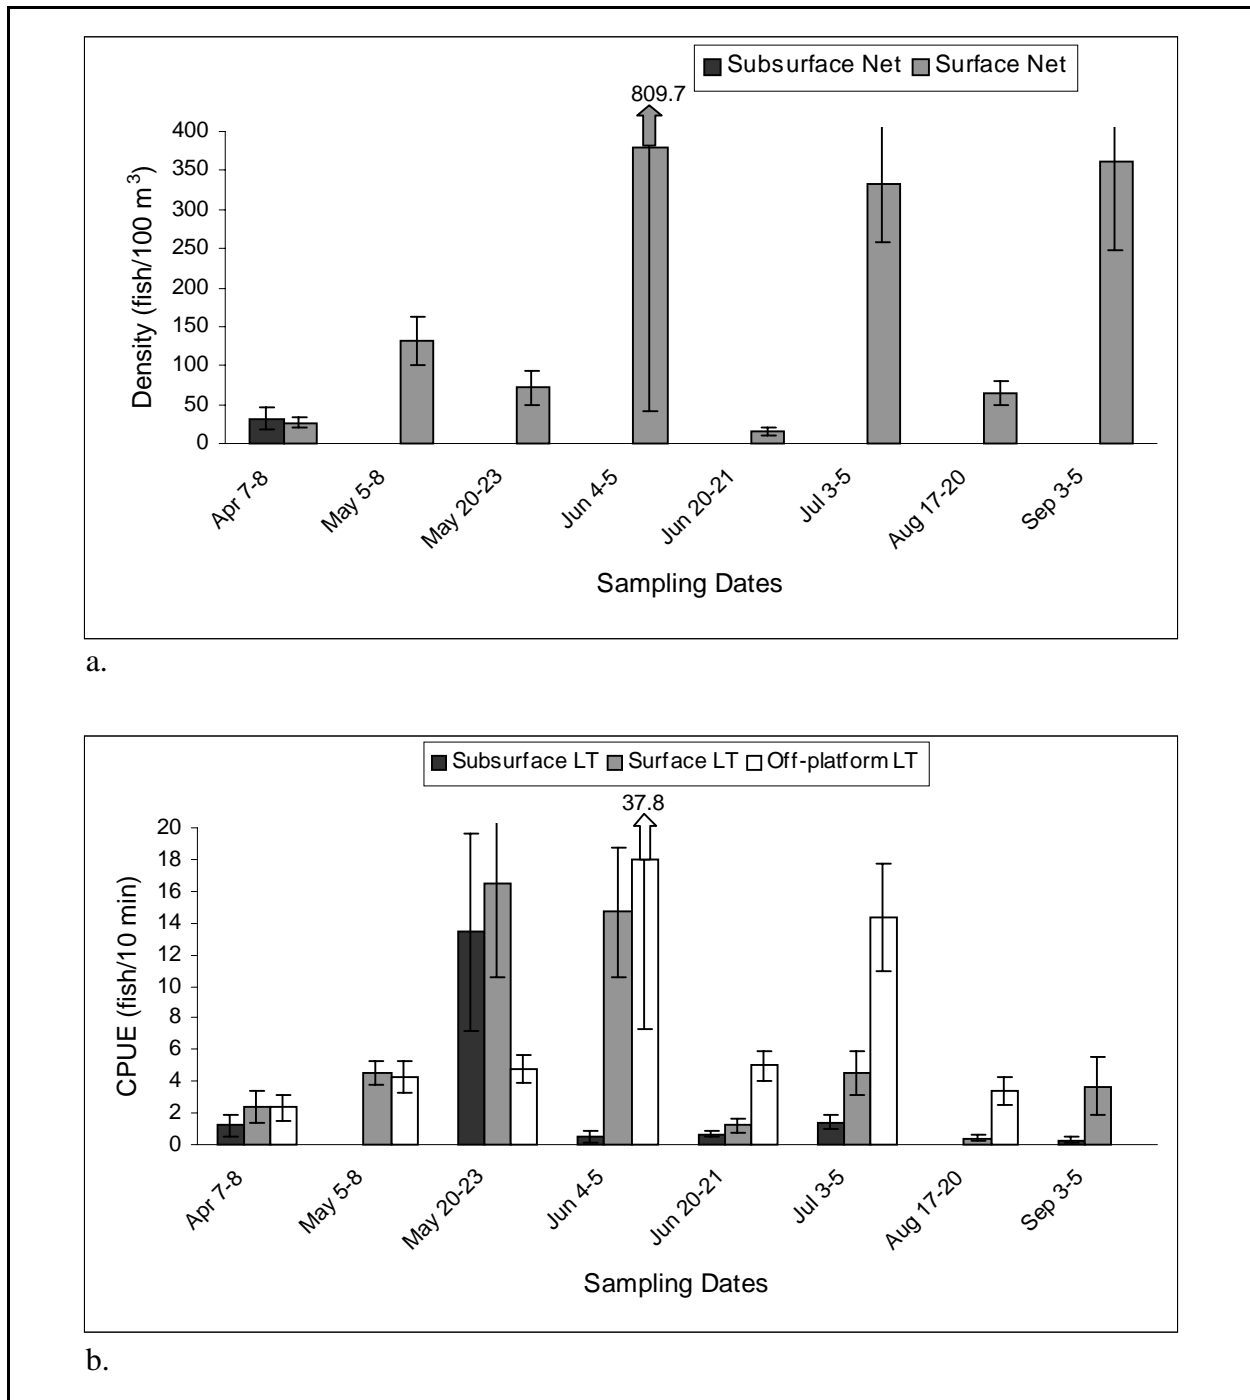 Subsurface Net Surface Net
809.7
400
350
300
250
200
150
100
50
0
Density (fish/100 m³)
Apr 7-8
May 5-8
May 20-23
Jun 4-5
Jun 20-21
Jul 3-5
Aug 17-20
Sep 3-5
Sampling Dates
a.
Subsurface LT Surface LT Off-platform LT
37.8
20
18
16
14
12
10
8
6
4
2
0
CPUE (fish/10 min)
Apr 7-8
May 5-8
May 20-23
Jun 4-5
Jun 20-21
Jul 3-5
Aug 17-20
Sep 3-5
Sampling Dates
b.